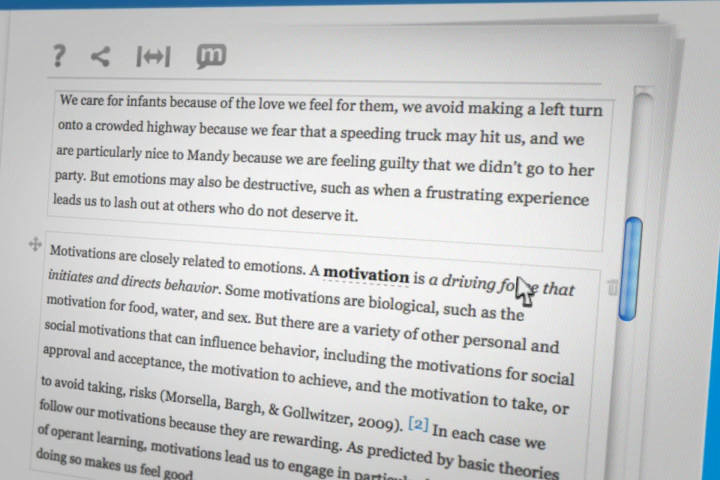 ?
m
We care for infants because of the love we feel for them, we avoid making a left turn
onto a crowded highway because we fear that a speeding truck may hit us, and we
are particularly nice to Mandy because we are feeling guilty that we didn't go to her
party. But emotions may also be destructive, such as when a frustrating experience
leads us to lash out at others who do not deserve it.
Motivations are closely related to emotions. A motivation is a driving that
initiates and directs behavior. Some motivations are biological, such as the
motivation for food, water, and sex. But there are a variety of other personal and
social motivations that can influence behavior, including the motivations for social
approval and acceptance, the motivation to achieve, and the motivation to take, or
to avoid taking, risks (Morsella, Bargh, & Gollwitzer, 2009). [2] In each case we
follow our motivations because they are rewarding. As predicted by basic theories
of operant learning, motivations lead us to engage in
doing so makes us feel good